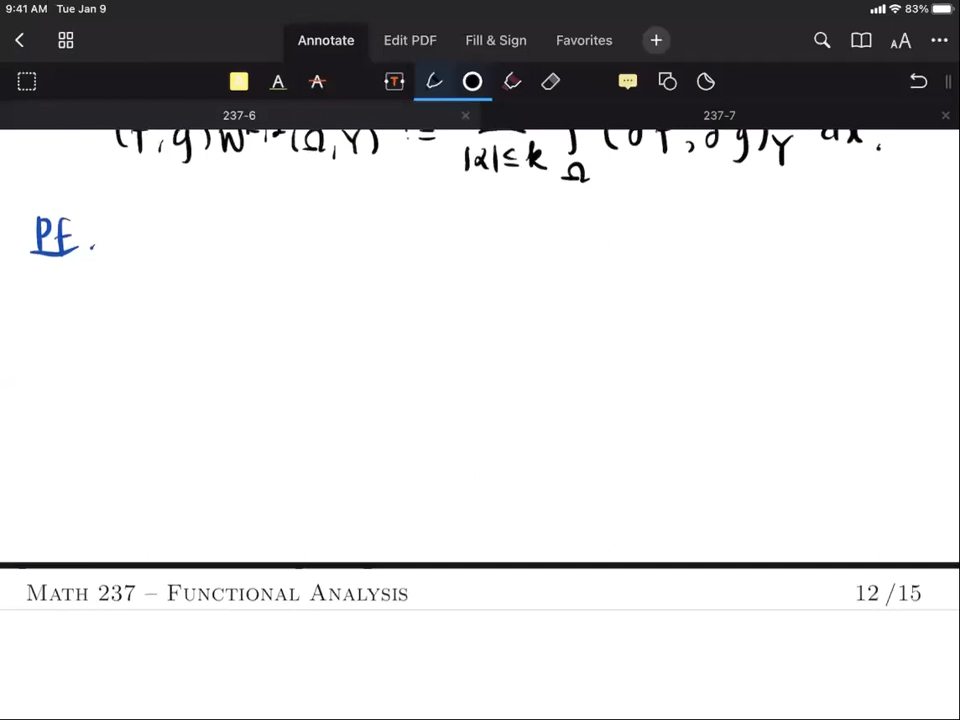 9:41 AM Tue Jan 9 83%
Annotate Edit PDF Fill & Sign Favorites
237-6 237-7
|α| ≤ k Ω
Pf.
MATH 237 – FUNCTIONAL ANALYSIS 12 / 15